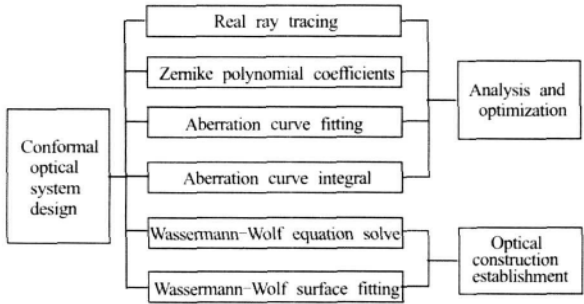 Conformal
optical
system
design
Real ray tracing
Zernike polynomial coefficients
Aberration curve fitting
Aberration curve integral
Wassermann-Wolf equation solve
Wassermann-Wolf surface fitting
Analysis and
optimization
Optical
construction
establishment